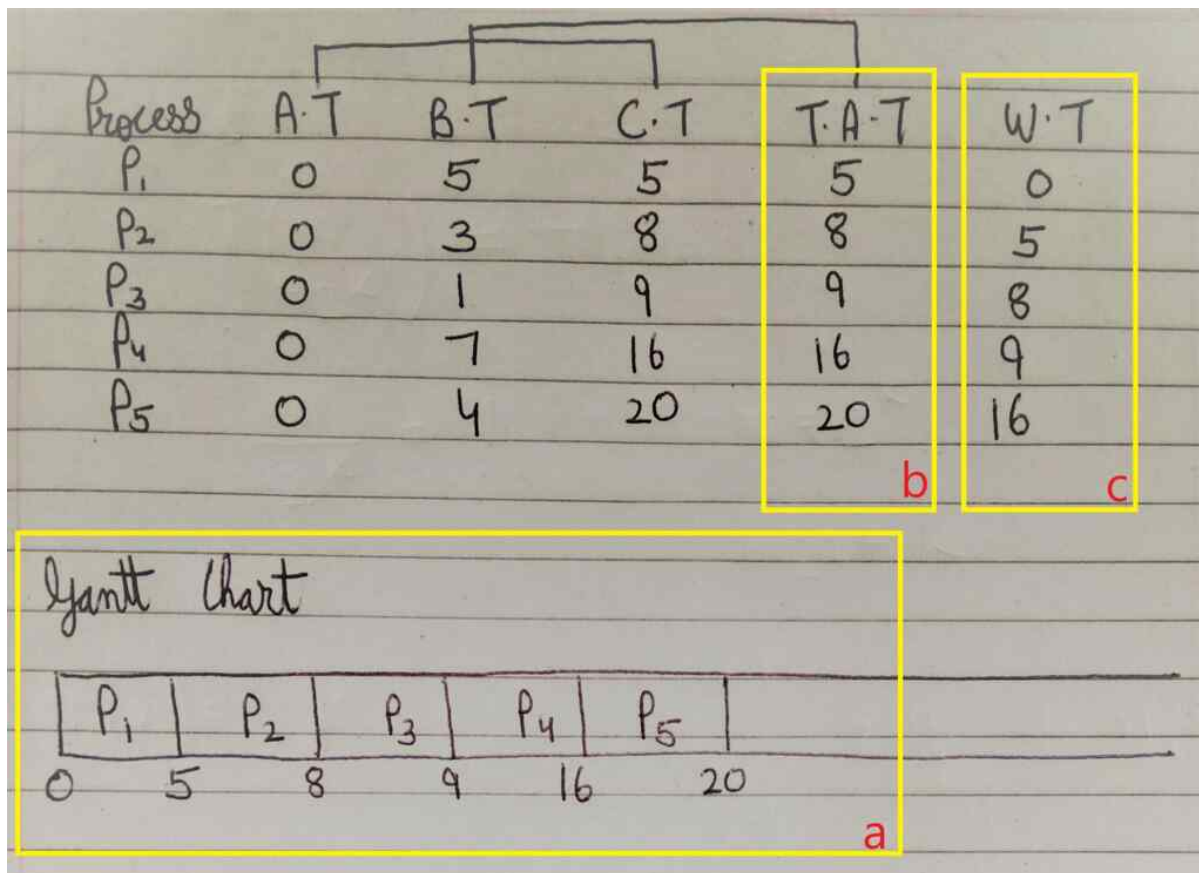 Process A.T B.T C.T T.A.T W.T
P1 0 5 5 5 0
P2 0 3 8 8 5
P3 0 1 9 9 8
P4 0 7 16 16 9
P5 0 4 20 20 16
b c
Gantt Chart
P1 P2 P3 P4 P5
0 5 8 9 16 20
a